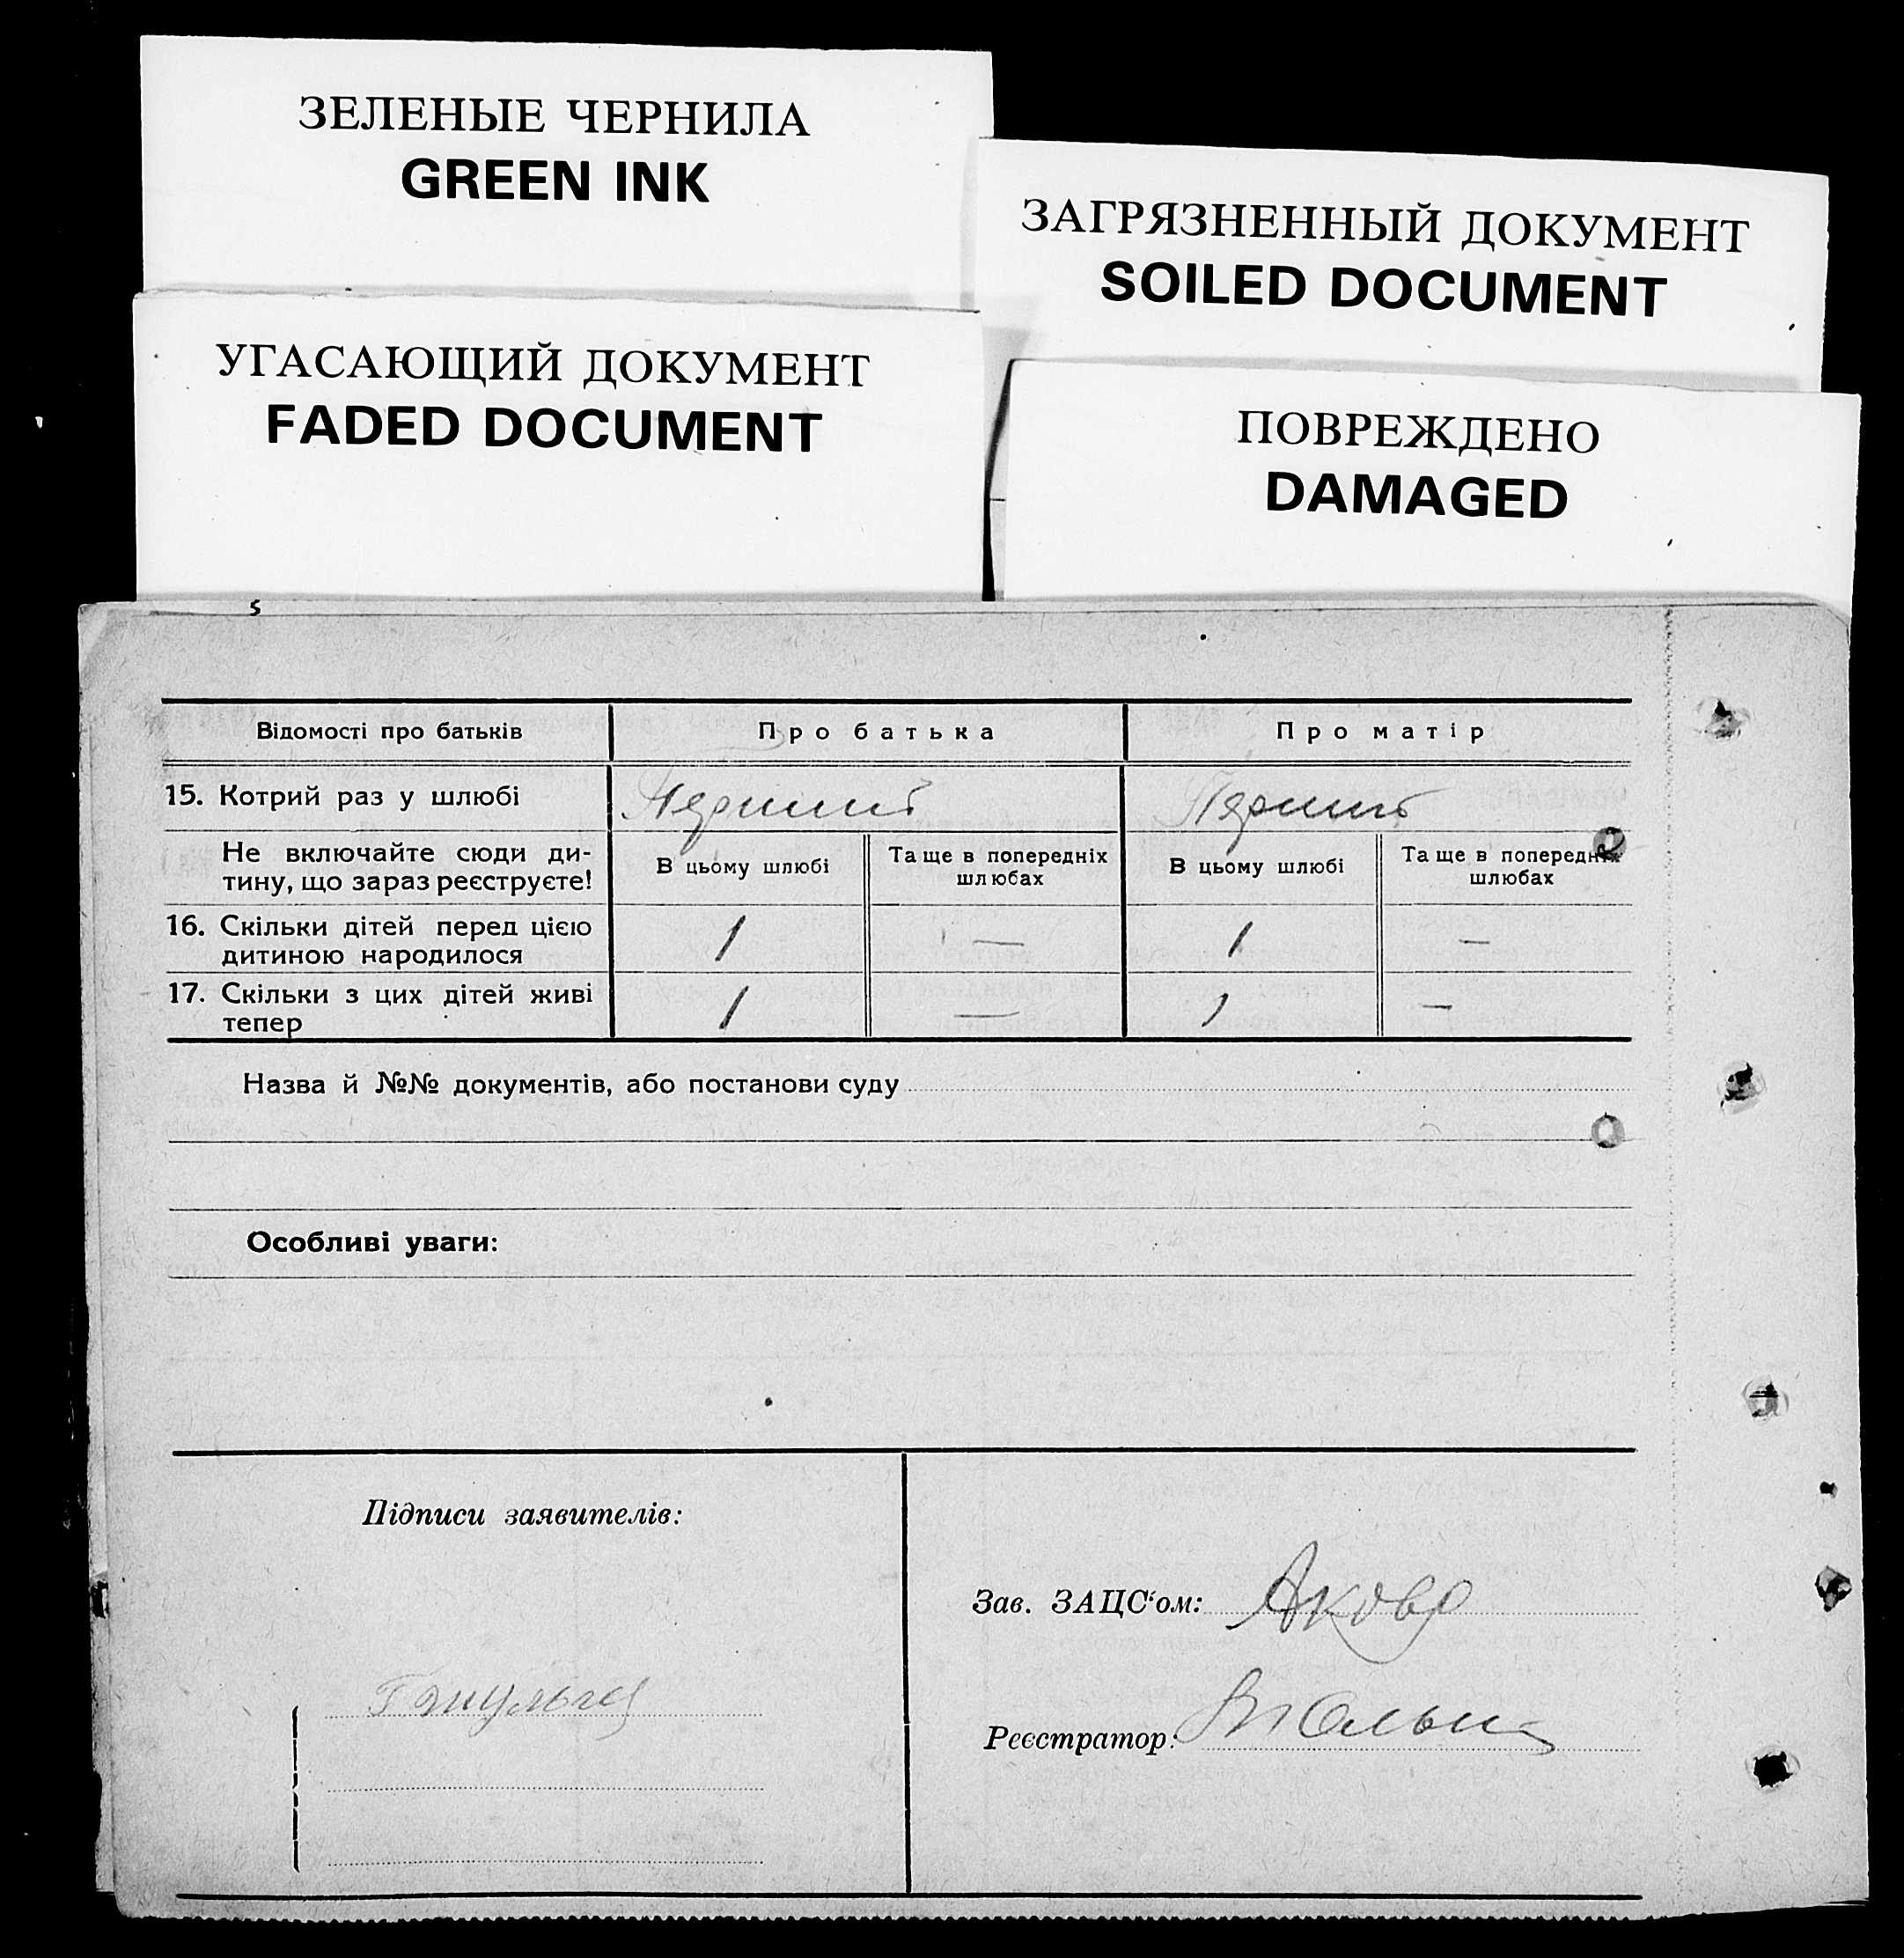 ЗЕЛЕНЫЕ ЧЕРНИЛА
GREEN INK
ЗАГРЯЗНЕННЫЙ ДОКУМЕНТ
SOILED DOCUMENT
УГАСАЮЩИЙ ДОКУМЕНТ
FADED DOCUMENT
ПОВРЕЖДЕНО
DAMAGED
Відомості про батьків Про батька Про матір
15. Котрий раз у шлюбі Перший Перший
Не включайте сюди ди-
тину, що зараз реєструєте!
В цьому шлюбі
Та ще в попередніх
шлюбах
В цьому шлюбі
Та ще в попередніх
шлюбах
16. Скільки дітей перед цією
дитиною народилося
1 — 1 —
17. Скільки з цих дітей живі
тепер
1 — 1 —
Назва й №№ документів, або постанови суду
Особливі уваги:
Підписи заявителів:
Зав. ЗАЦС‘ом:
Реєстратор: